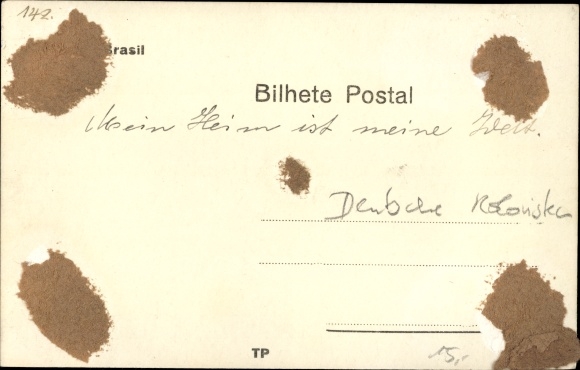 142.
Brasil
Bilhete Postal
Mein Heim ist meine Welt.
Deutsche Kolonisten
TP
15,-